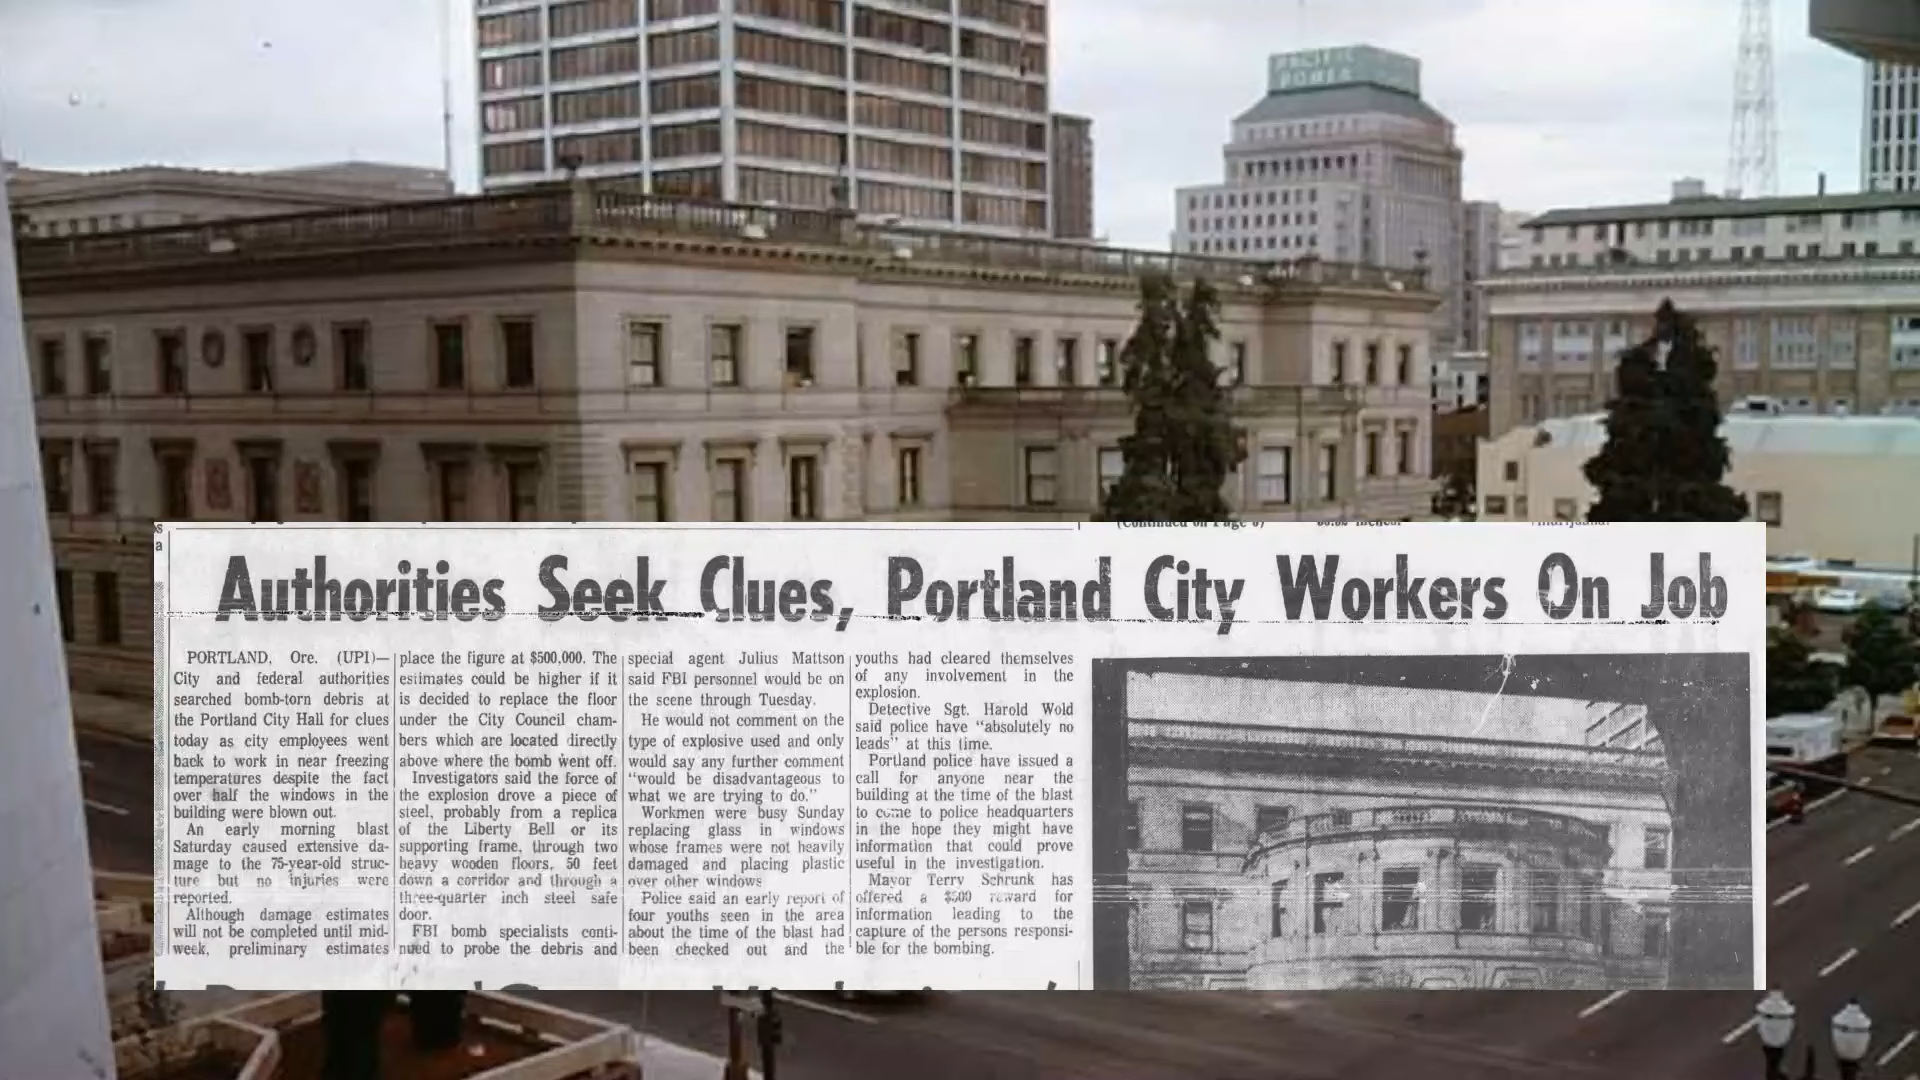 PACIFIC
POWER
(Continued on Page 6)
s
a
Authorities Seek Clues, Portland City Workers On Job
PORTLAND, Ore. (UPI)—
City and federal authorities
searched bomb-torn debris at
the Portland City Hall for clues
today as city employees went
back to work in near freezing
temperatures despite the fact
over half the windows in the
building were blown out.
An early morning blast
Saturday caused extensive da-
mage to the 75-year-old struc-
ture but no injuries were
reported.
Although damage estimates
will not be completed until mid-
week, preliminary estimates
place the figure at $500,000. The
estimates could be higher if it
is decided to replace the floor
under the City Council cham-
bers which are located directly
above where the bomb went off.
Investigators said the force of
the explosion drove a piece of
steel, probably from a replica
of the Liberty Bell or its
supporting frame, through two
heavy wooden floors, 50 feet
down a corridor and through a
three-quarter inch steel safe
door.
FBI bomb specialists conti-
nued to probe the debris and
special agent Julius Mattson
said FBI personnel would be on
the scene through Tuesday.
He would not comment on the
type of explosive used and only
would say any further comment
"would be disadvantageous to
what we are trying to do."
Workmen were busy Sunday
replacing glass in windows
whose frames were not heavily
damaged and placing plastic
over other windows
Police said an early report of
four youths seen in the area
about the time of the blast had
been checked out and the
youths had cleared themselves
of any involvement in the
explosion.
Detective Sgt. Harold Wold
said police have "absolutely no
leads" at this time.
Portland police have issued a
call for anyone near the
building at the time of the blast
to come to police headquarters
in the hope they might have
information that could prove
useful in the investigation.
Mayor Terry Schrunk has
offered a $500 reward for
information leading to the
capture of the persons responsi-
ble for the bombing.